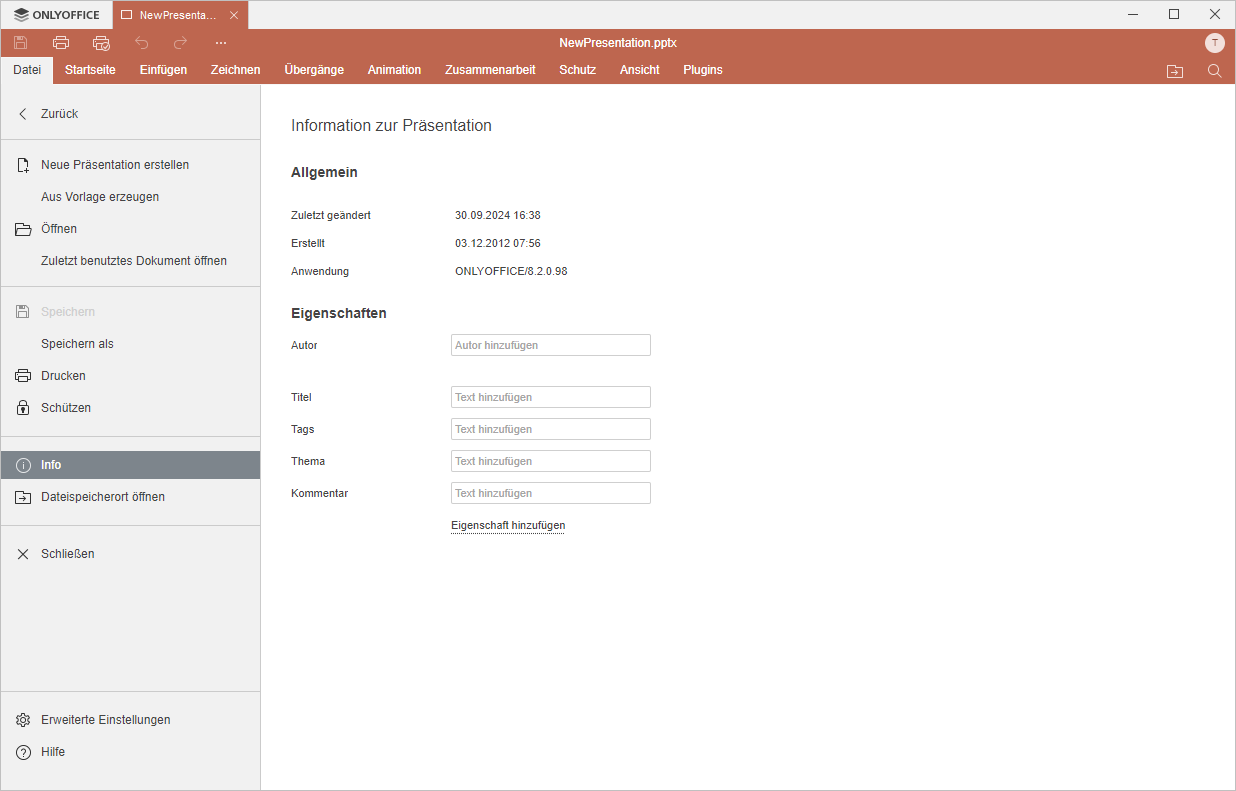 ONLYOFFICE
NewPresenta...
NewPresentation.pptx
T
Datei Startseite Einfügen Zeichnen Übergänge Animation Zusammenarbeit Schutz Ansicht Plugins
Zurück
Neue Präsentation erstellen
Aus Vorlage erzeugen
Öffnen
Zuletzt benutztes Dokument öffnen
Speichern
Speichern als
Drucken
Schützen
Info
Dateispeicherort öffnen
Schließen
Erweiterte Einstellungen
Hilfe
Information zur Präsentation
Allgemein
Zuletzt geändert 30.09.2024 16:38
Erstellt 03.12.2012 07:56
Anwendung ONLYOFFICE/8.2.0.98
Eigenschaften
Autor Autor hinzufügen
Titel Text hinzufügen
Tags Text hinzufügen
Thema Text hinzufügen
Kommentar Text hinzufügen
Eigenschaft hinzufügen